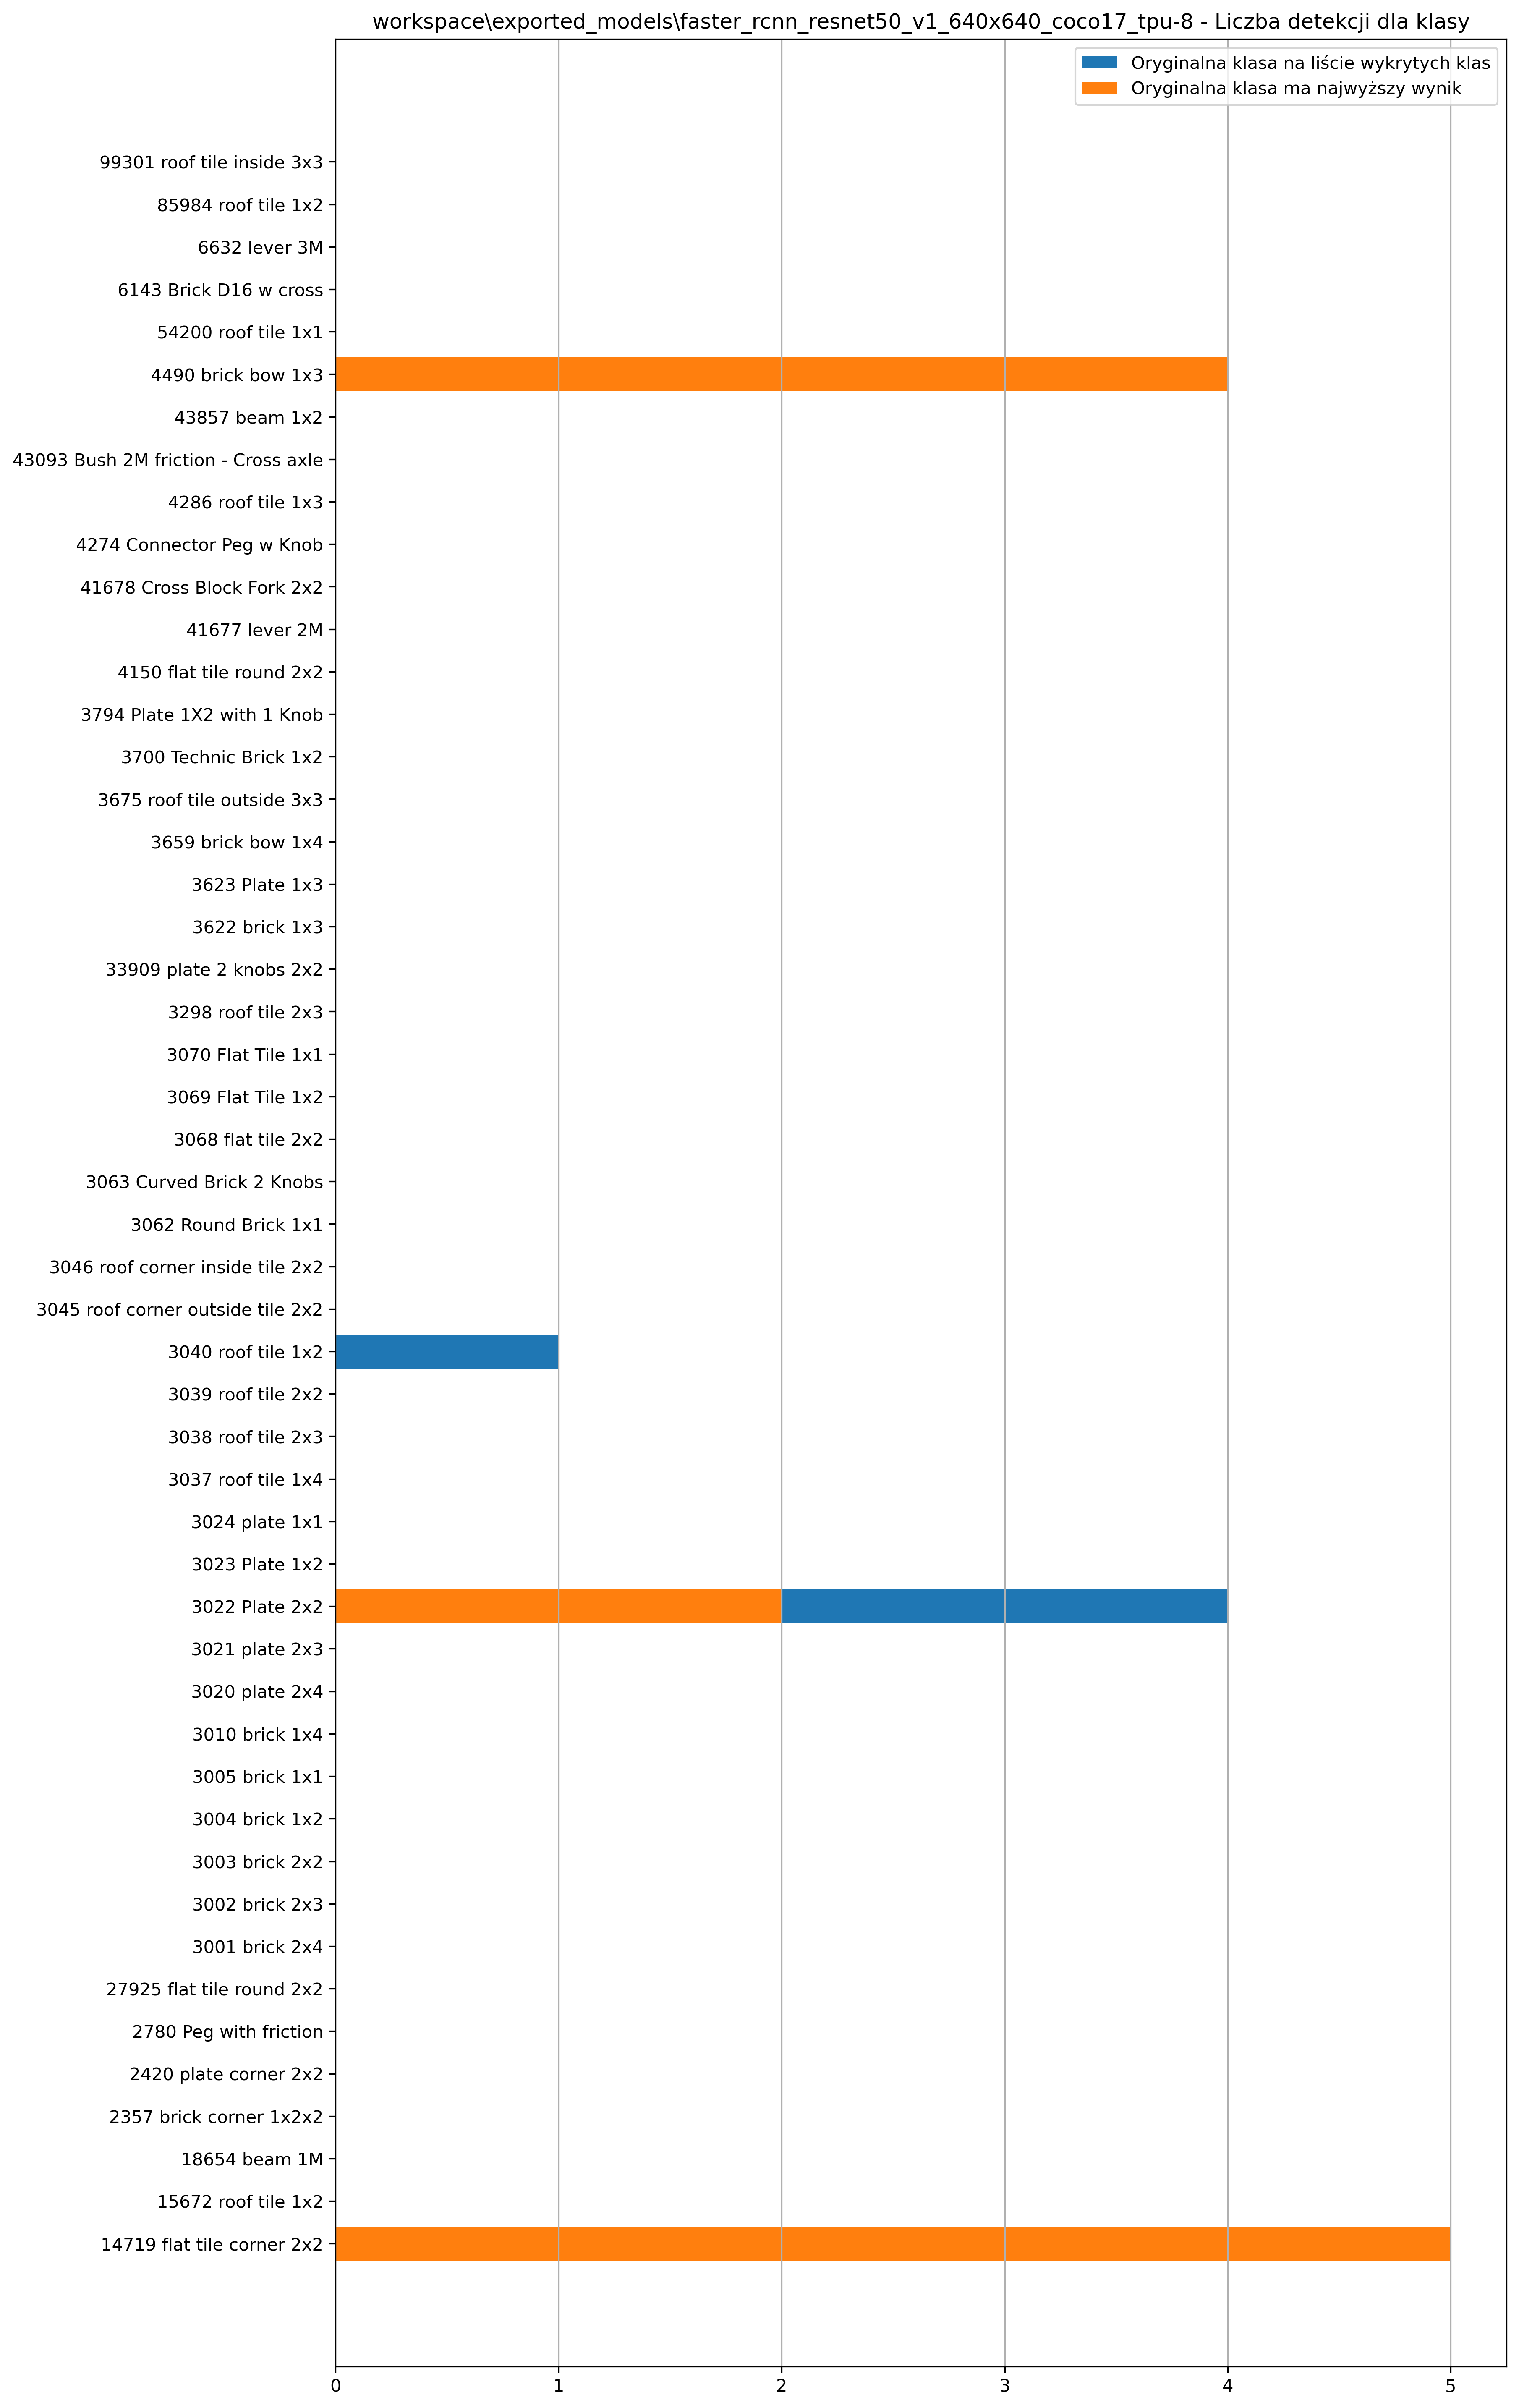 workspace\exported_models\faster_rcnn_resnet50_v1_640x640_coco17_tpu-8 - Liczba detekcji dla klasy
Oryginalna klasa na liście wykrytych klas
Oryginalna klasa ma najwyższy wynik
99301 roof tile inside 3x3
85984 roof tile 1x2
6632 lever 3M
6143 Brick D16 w cross
54200 roof tile 1x1
4490 brick bow 1x3
43857 beam 1x2
43093 Bush 2M friction - Cross axle
4286 roof tile 1x3
4274 Connector Peg w Knob
41678 Cross Block Fork 2x2
41677 lever 2M
4150 flat tile round 2x2
3794 Plate 1X2 with 1 Knob
3700 Technic Brick 1x2
3675 roof tile outside 3x3
3659 brick bow 1x4
3623 Plate 1x3
3622 brick 1x3
33909 plate 2 knobs 2x2
3298 roof tile 2x3
3070 Flat Tile 1x1
3069 Flat Tile 1x2
3068 flat tile 2x2
3063 Curved Brick 2 Knobs
3062 Round Brick 1x1
3046 roof corner inside tile 2x2
3045 roof corner outside tile 2x2
3040 roof tile 1x2
3039 roof tile 2x2
3038 roof tile 2x3
3037 roof tile 1x4
3024 plate 1x1
3023 Plate 1x2
3022 Plate 2x2
3021 plate 2x3
3020 plate 2x4
3010 brick 1x4
3005 brick 1x1
3004 brick 1x2
3003 brick 2x2
3002 brick 2x3
3001 brick 2x4
27925 flat tile round 2x2
2780 Peg with friction
2420 plate corner 2x2
2357 brick corner 1x2x2
18654 beam 1M
15672 roof tile 1x2
14719 flat tile corner 2x2
0 1 2 3 4 5